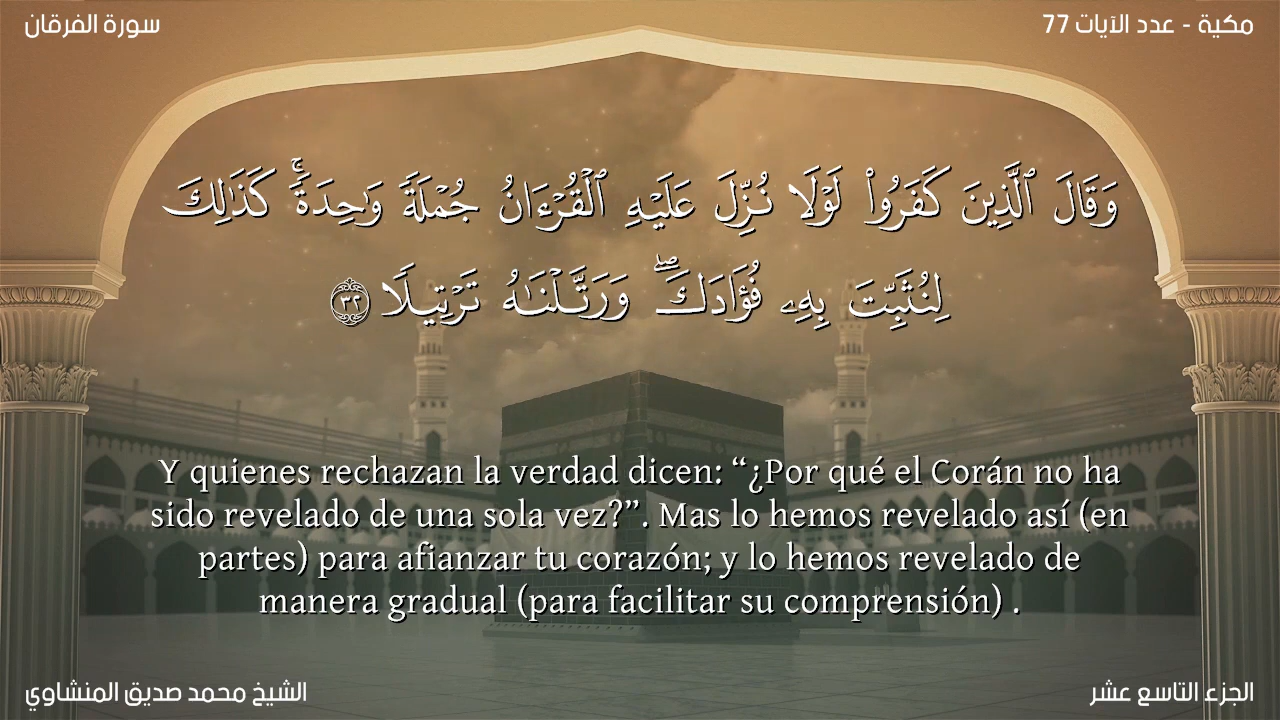 سورة الفرقان
مكية - عدد الآيات 77
وَقَالَ ٱلَّذِينَ كَفَرُوا۟ لَوْلَا نُزِّلَ عَلَيْهِ ٱلْقُرْءَانُ جُمْلَةً وَٰحِدَةً ۚ كَذَٰلِكَ
لِنُثَبِّتَ بِهِۦ فُؤَادَكَ ۖ وَرَتَّلْنَـٰهُ تَرْتِيلًا ٣٢
Y quienes rechazan la verdad dicen: “¿Por qué el Corán no ha
sido revelado de una sola vez?”. Mas lo hemos revelado así (en
partes) para afianzar tu corazón; y lo hemos revelado de
manera gradual (para facilitar su comprensión) .
الشيخ محمد صديق المنشاوي
الجزء التاسع عشر